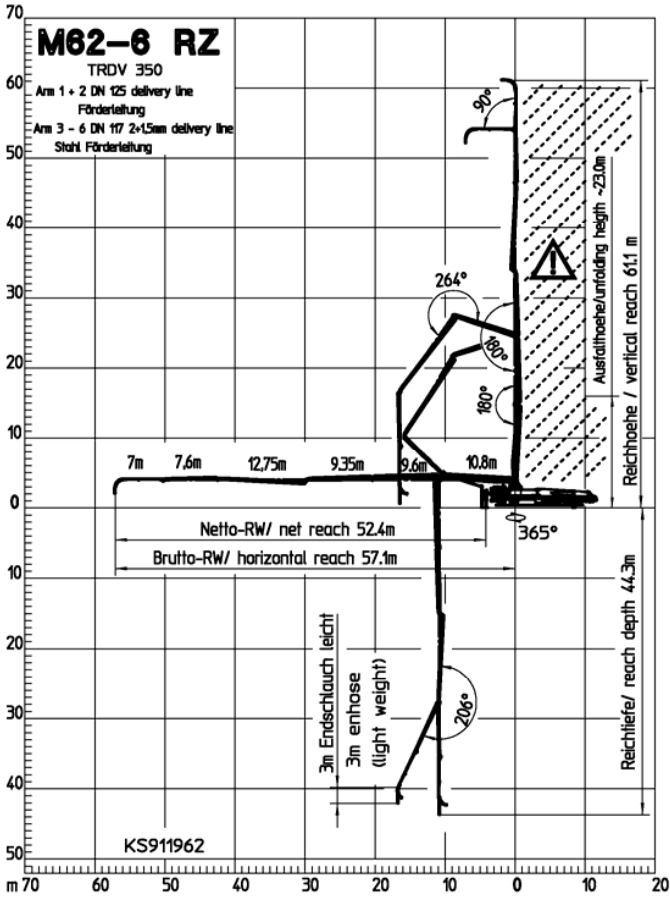 70
M62-6 RZ
TRDV 350
Arm 1 + 2 DN 125 delivery line
Förderleitung
Arm 3 - 6 DN 117 2+1,5mm delivery line
Stahl Förderleitung
60
90°
50
Ausfalthoehe/unfolding heigth ~23.0m
40
Reichhoehe / vertical reach 61.1 m
30
264°
180°
20
180°
10
7m 7,6m 12,75m 9.35m 9.6m 10.8m
0
Netto-RW/ net reach 52.4m
365°
Brutto-RW/ horizontal reach 57.1m
10
Reichtiefe/ reach depth 44.3m
20
3m Endschlauch leicht
3m enhose
(light weight)
206°
30
40
KS911962
50
m 70 60 50 40 30 20 10 0 10 20